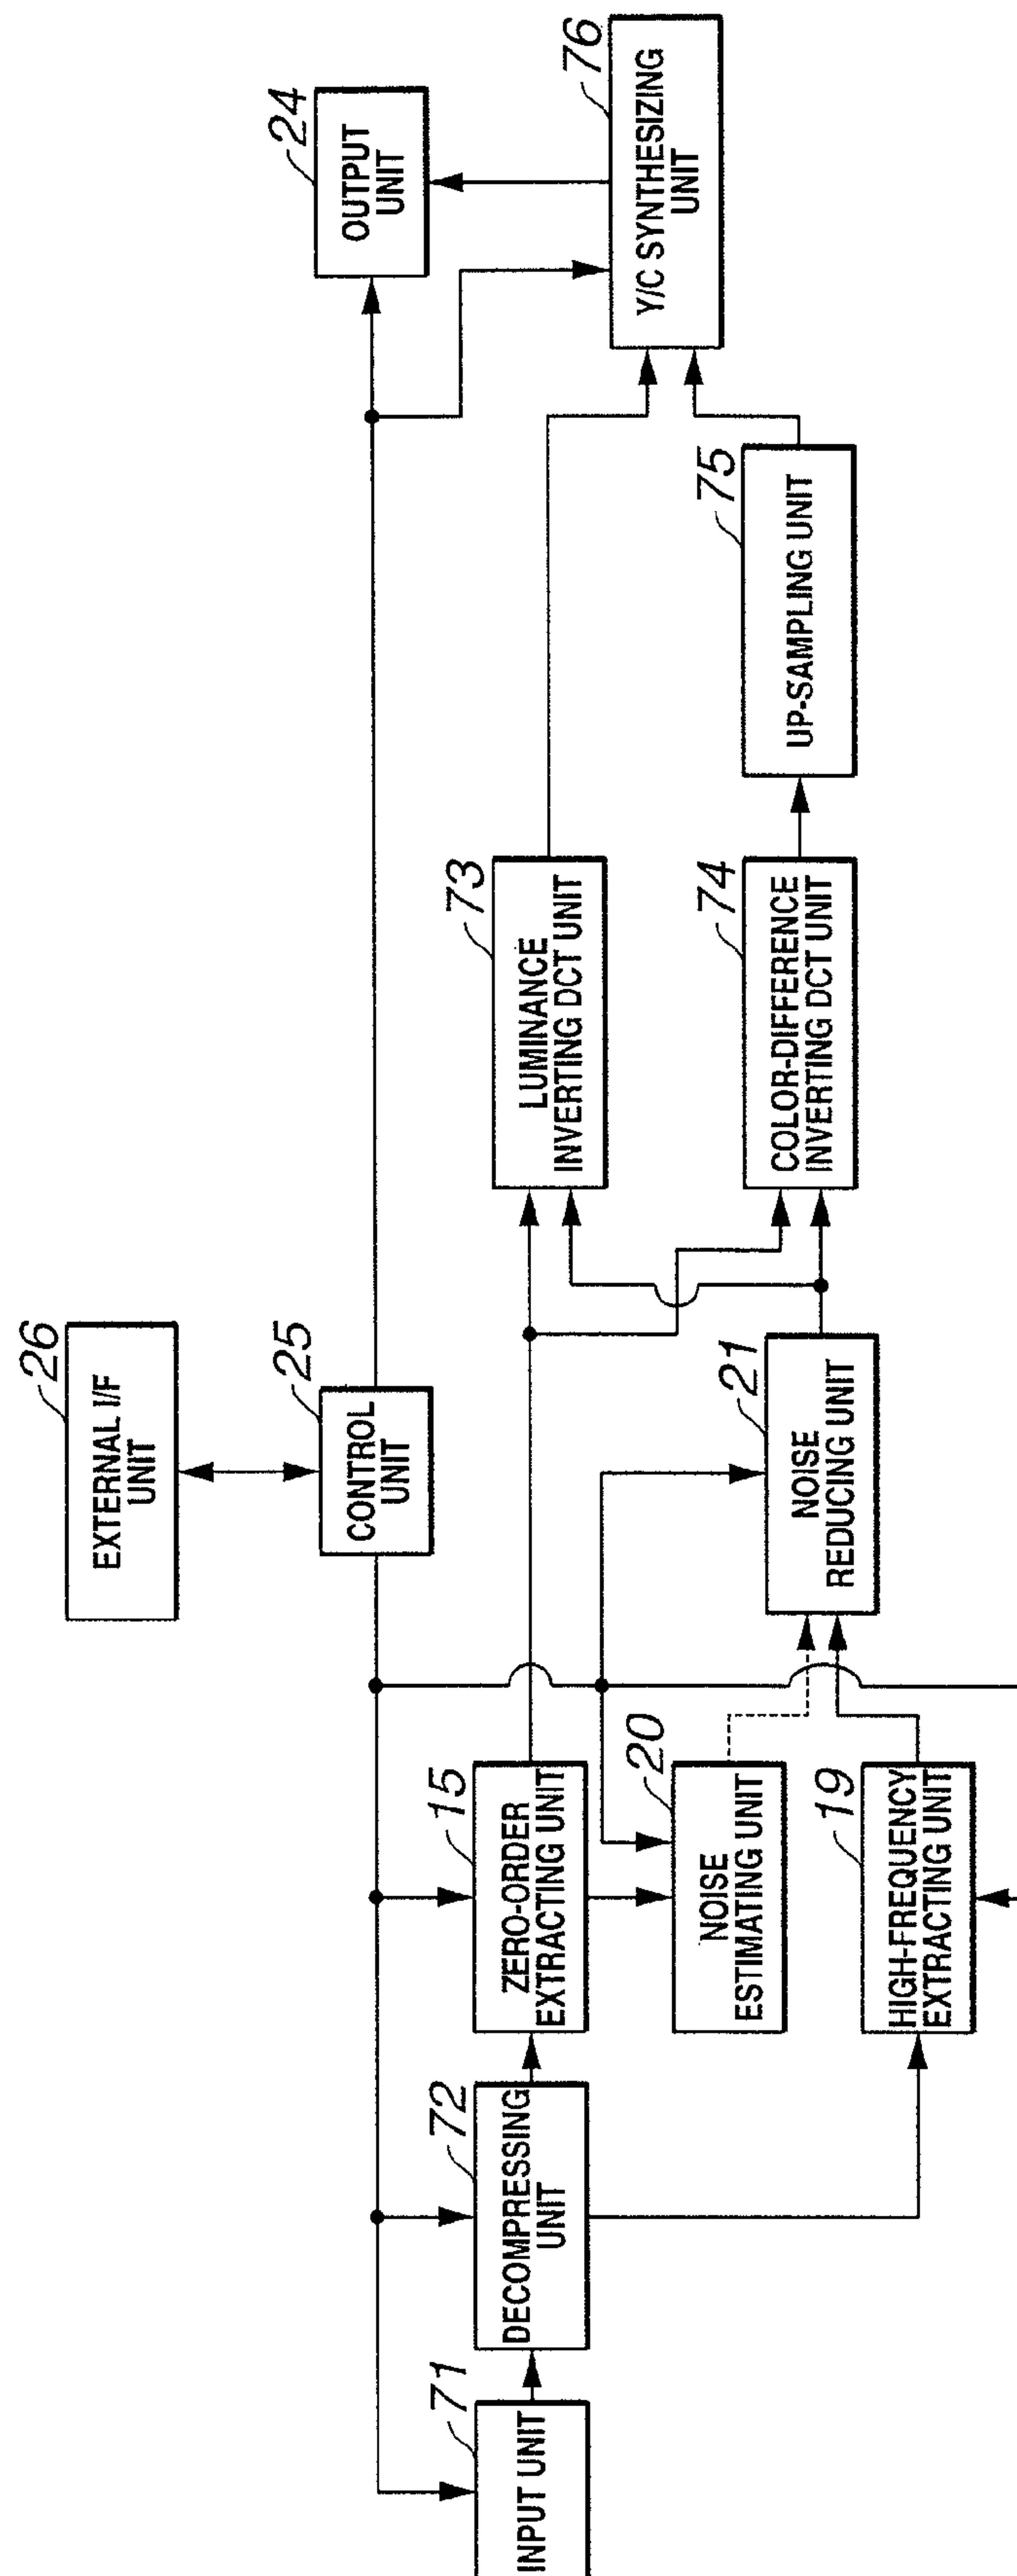 26
EXTERNAL I/F
UNIT
25
CONTROL
UNIT
24
OUTPUT
UNIT
71
INPUT UNIT
72
DECOMPRESSING
UNIT
15
ZERO-ORDER
EXTRACTING UNIT
20
NOISE
ESTIMATING UNIT
19
HIGH-FREQUENCY
EXTRACTING UNIT
21
NOISE
REDUCING UNIT
73
LUMINANCE
INVERTING DCT UNIT
74
COLOR-DIFFERENCE
INVERTING DCT UNIT
75
UP-SAMPLING UNIT
76
Y/C SYNTHESIZING
UNIT